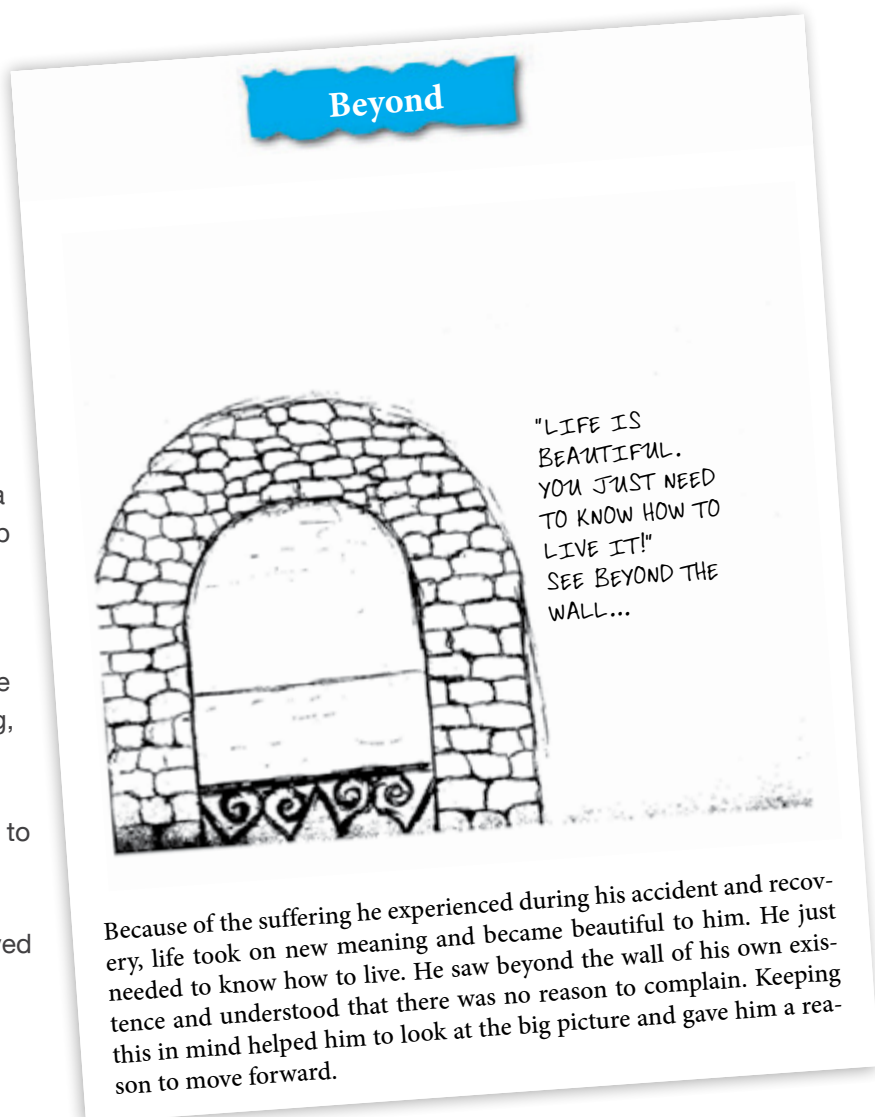 Beyond
"LIFE IS
BEAUTIFUL.
YOU JUST NEED
TO KNOW HOW TO
LIVE IT!"
SEE BEYOND THE
WALL...
to
Because of the suffering he experienced during his accident and recov-
ery, life took on new meaning and became beautiful to him. He just
needed to know how to live. He saw beyond the wall of his own exis-
tence and understood that there was no reason to complain. Keeping
this in mind helped him to look at the big picture and gave him a rea-
son to move forward.